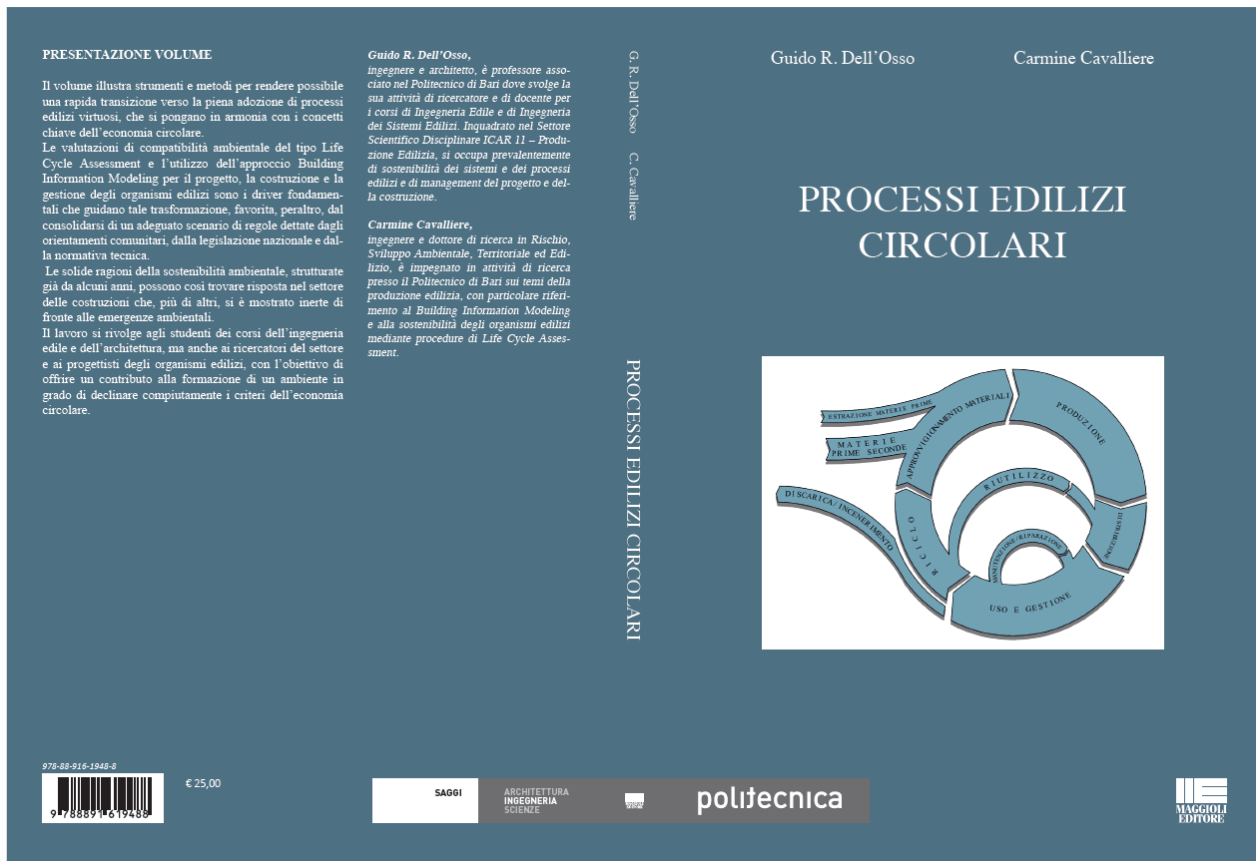 PRESENTAZIONE VOLUME
Il volume illustra strumenti e metodi per rendere possibile
una rapida transizione verso la piena adozione di processi
edilizi virtuosi, che si pongano in armonia con i concetti
chiave dell'economia circolare.
Le valutazioni di compatibilità ambientale del tipo Life
Cycle Assessment e l'utilizzo dell'approccio Building
Information Modeling per il progetto, la costruzione e la
gestione degli organismi edilizi sono i driver fondamen-
tali che guidano tale trasformazione, favorita, peraltro, dal
consolidarsi di un adeguato scenario di regole dettate dagli
orientamenti comunitari, dalla legislazione nazionale e dal-
la normativa tecnica.
Le solide ragioni della sostenibilità ambientale, strutturate
già da alcuni anni, possono così trovare risposta nel settore
delle costruzioni che, più di altri, si è mostrato inerte di
fronte alle emergenze ambientali.
Il lavoro si rivolge agli studenti dei corsi dell'ingegneria
edile e dell'architettura, ma anche ai ricercatori del settore
e ai progettisti degli organismi edilizi, con l'obiettivo di
offrire un contributo alla formazione di un ambiente in
grado di declinare compiutamente i criteri dell'economia
circolare.
Guido R. Dell'Osso,
ingegnere e architetto, è professore asso-
ciato nel Politecnico di Bari dove svolge la
sua attività di ricercatore e di docente per
i corsi di Ingegneria Edile e di Ingegneria
dei Sistemi Edilizi. Inquadrato nel Settore
Scientifico Disciplinare ICAR 11 – Produ-
zione Edilizia, si occupa prevalentemente
di sostenibilità dei sistemi e dei processi
edilizi e di management del progetto e del-
la costruzione.
Carmine Cavalliere,
ingegnere e dottore di ricerca in Rischio,
Sviluppo Ambientale, Territoriale ed Edi-
lizio, è impegnato in attività di ricerca
presso il Politecnico di Bari sui temi della
produzione edilizia, con particolare riferi-
mento al Building Information Modeling
e alla sostenibilità degli organismi edilizi
mediante procedure di Life Cycle Asses-
sment.
978-88-916-1948-8
9 788891 619488
€ 25,00
SAGGI
ARCHITETTURA
INGEGNERIA
SCIENZE
politecnica
G. R. Dell'Osso C. Cavalliere
PROCESSI EDILIZI CIRCOLARI
Guido R. Dell'Osso Carmine Cavalliere
PROCESSI EDILIZI
CIRCOLARI
ESTRAZIONE MATERIE PRIME
MATERIE
PRIME SECONDE
APPROVVIGIONAMENTO MATERIALI
PRODUZIONE
DISTRIBUZIONE
USO E GESTIONE
MANUTENZIONE/RIPARAZIONE
RIUTILIZZO
RICICLO
DISCARICA/INCENERIMENTO
MAGGIOLI
EDITORE